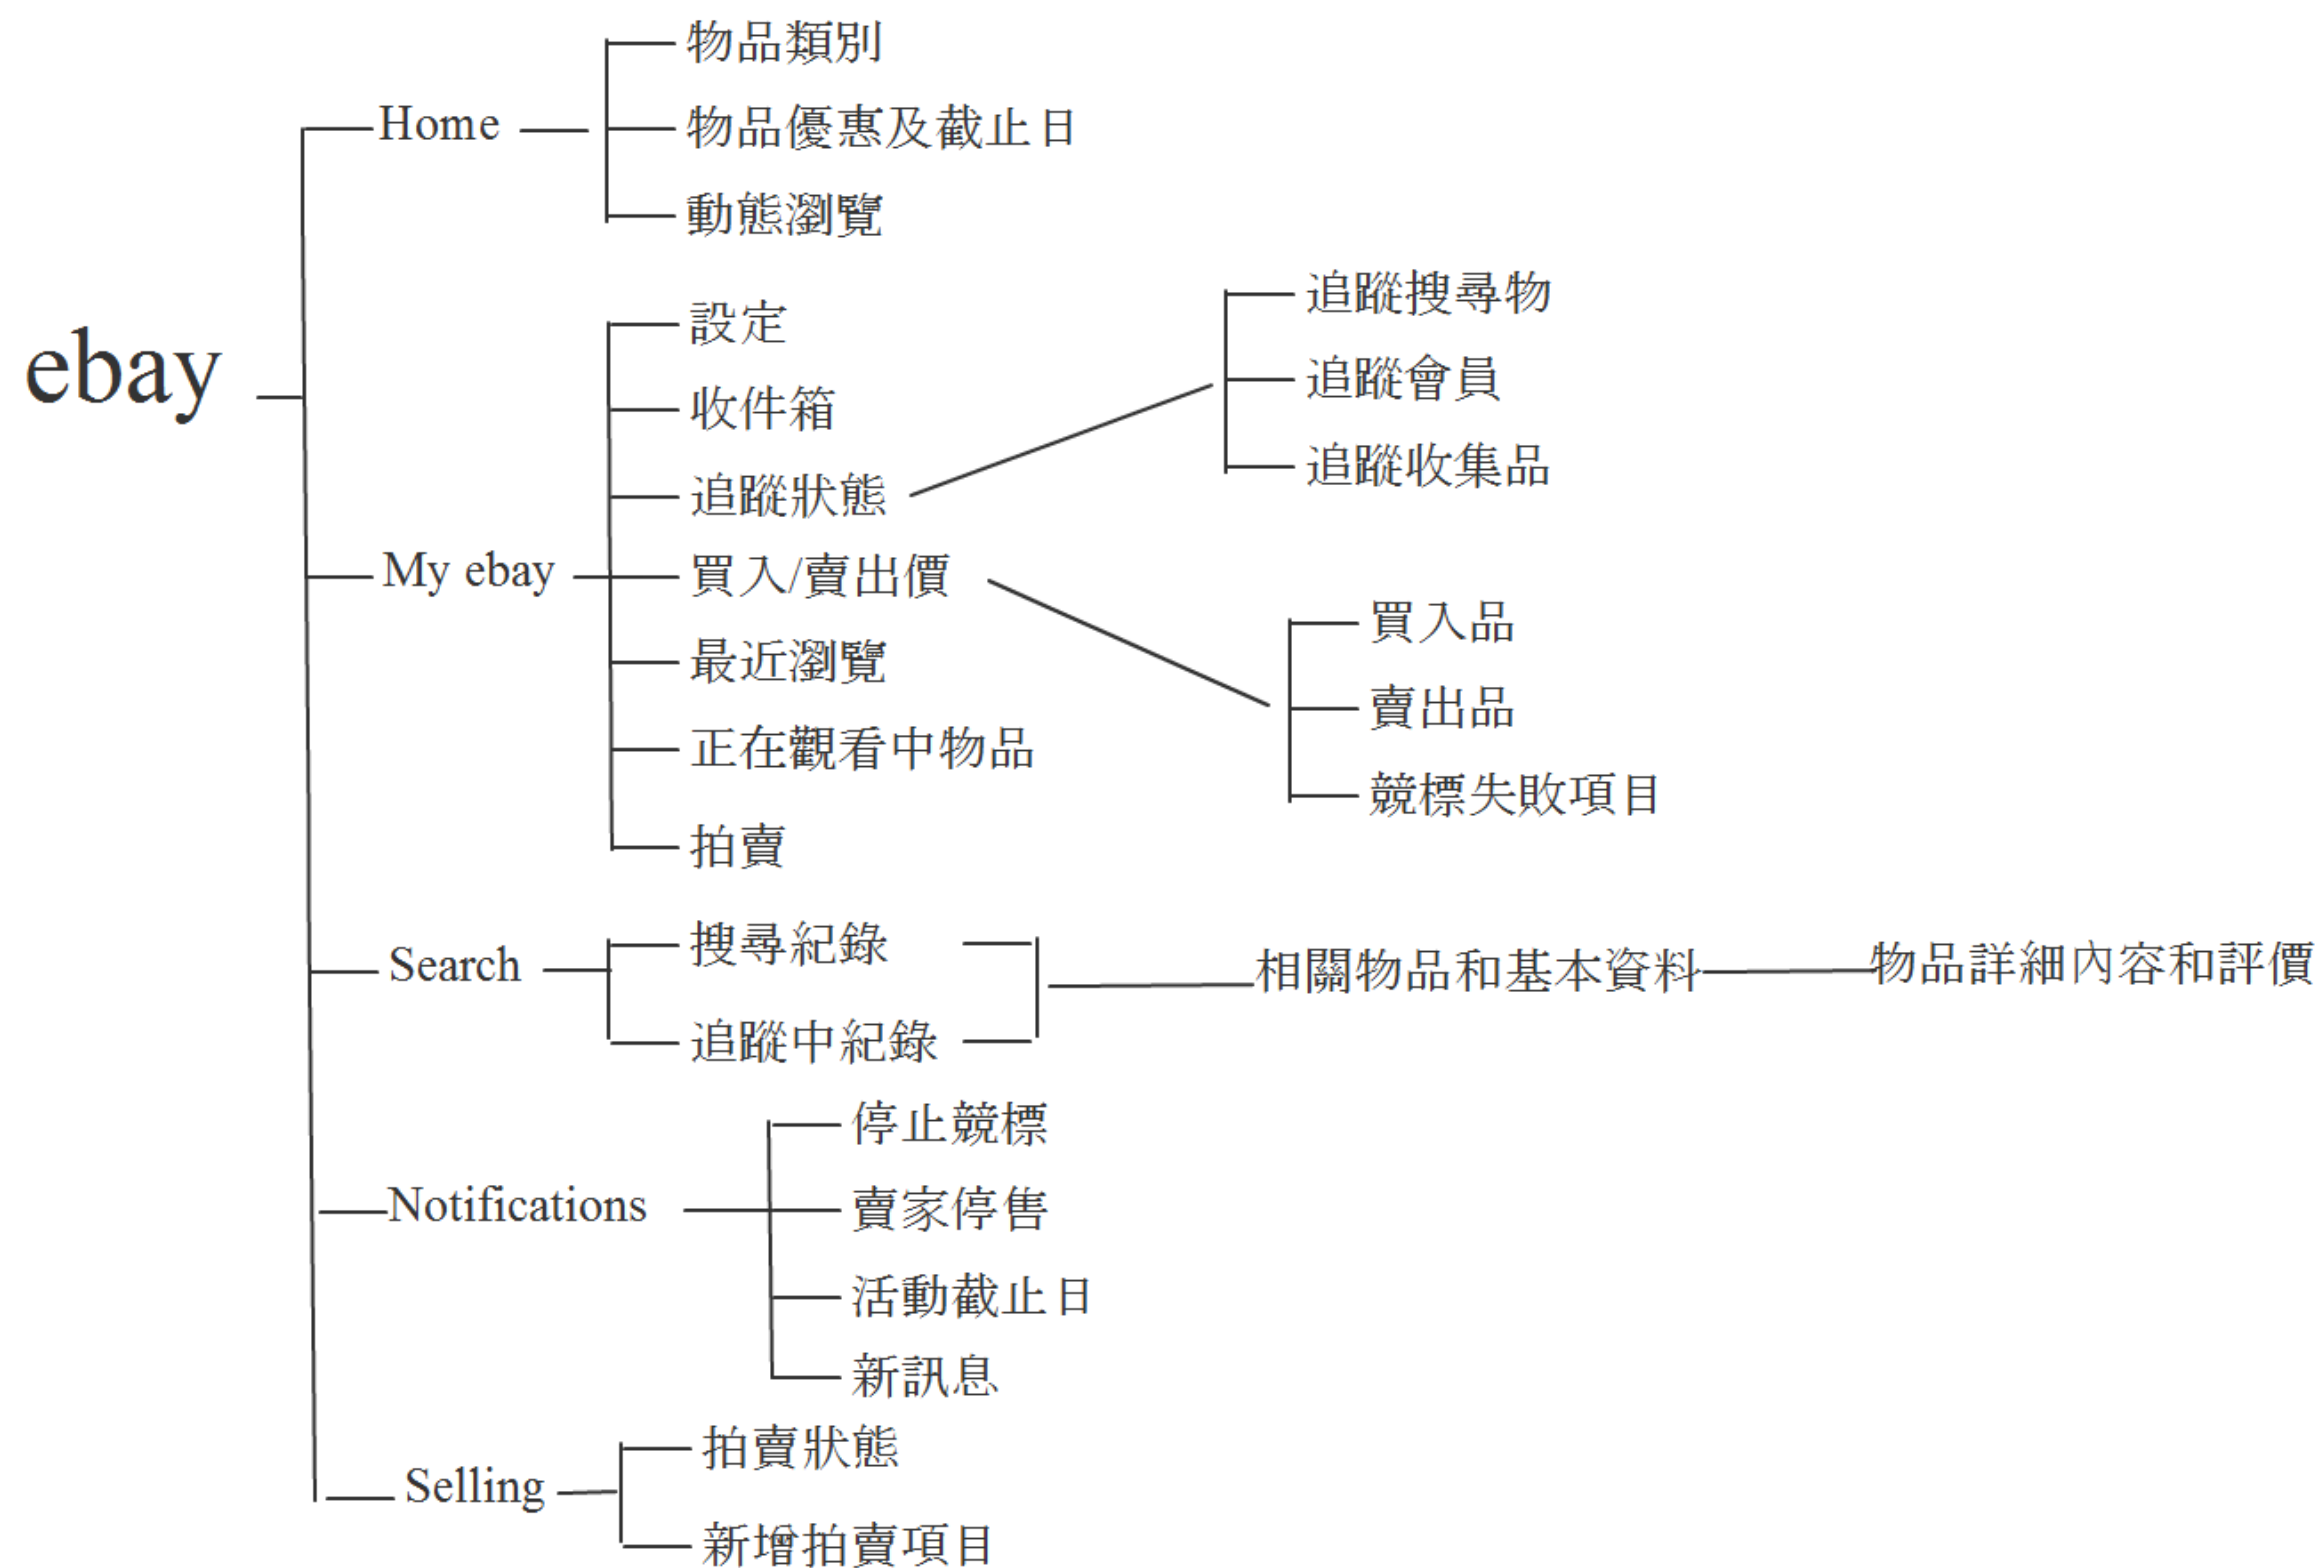 ebay
Home
物品類別
物品優惠及截止日
動態瀏覽
My ebay
設定
收件箱
追蹤狀態
追蹤搜尋物
追蹤會員
追蹤收集品
買入/賣出價
買入品
賣出品
競標失敗項目
最近瀏覽
正在觀看中物品
拍賣
Search
搜尋紀錄
追蹤中紀錄
相關物品和基本資料
物品詳細內容和評價
Notifications
停止競標
賣家停售
活動截止日
新訊息
Selling
拍賣狀態
新增拍賣項目